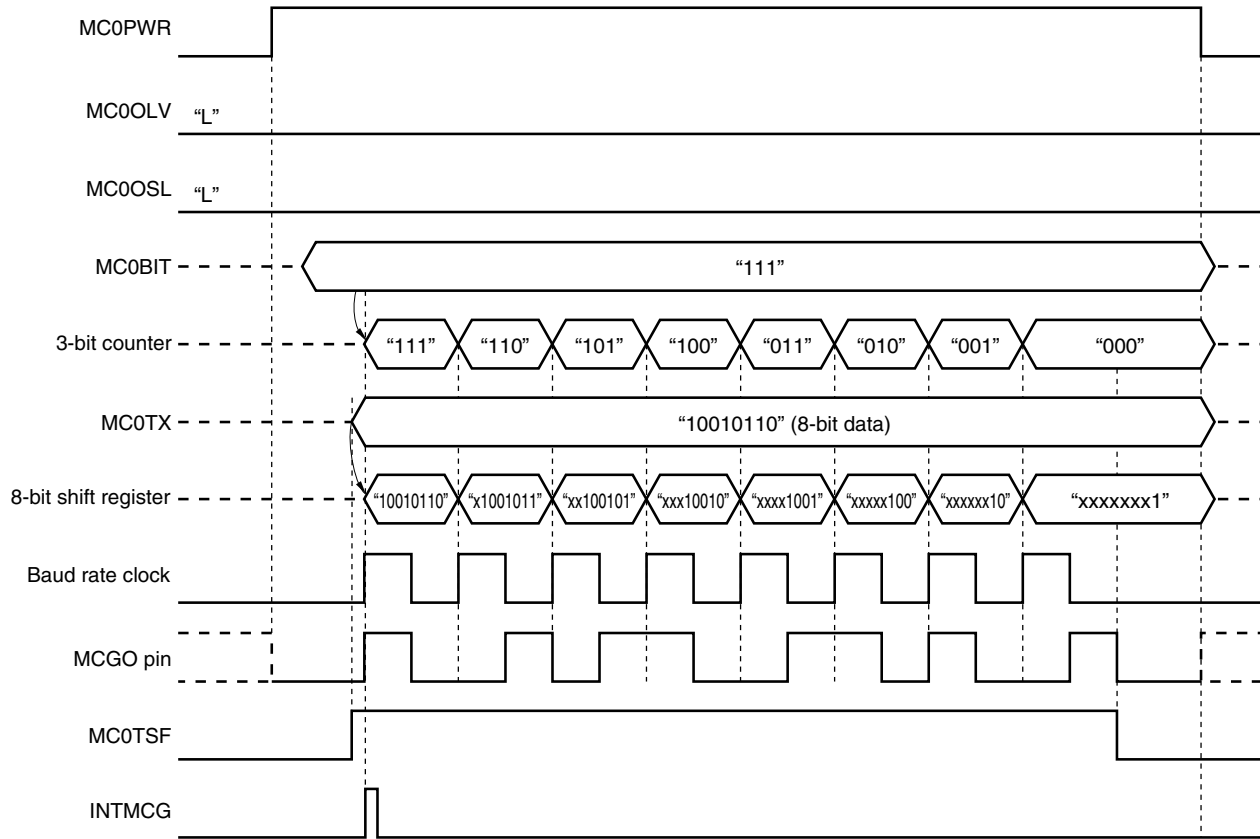 MC0PWR
MC0OLV “L”
MC0OSL “L”
MC0BIT “111”
3-bit counter “111” “110” “101” “100” “011” “010” “001” “000”
MC0TX “10010110” (8-bit data)
8-bit shift register “10010110” “x1001011” “xx100101” “xxx10010” “xxxx1001” “xxxxx100” “xxxxxx10” “xxxxxxx1”
Baud rate clock
MCGO pin
MC0TSF
INTMCG